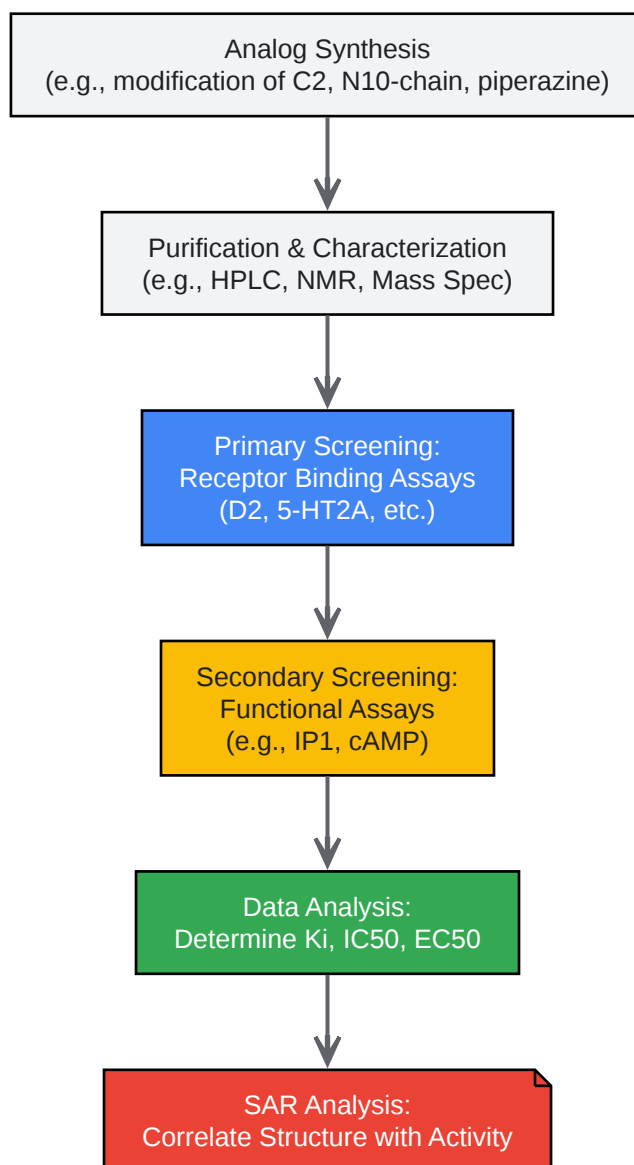 Analog Synthesis
(e.g., modification of C2, N10-chain, piperazine)
Purification & Characterization
(e.g., HPLC, NMR, Mass Spec)
Primary Screening:
Receptor Binding Assays
(D2, 5-HT2A, etc.)
Secondary Screening:
Functional Assays
(e.g., IP1, cAMP)
Data Analysis:
Determine Ki, IC50, EC50
SAR Analysis:
Correlate Structure with Activity